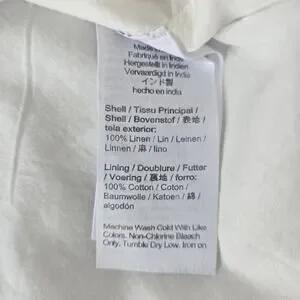 Made in India
Fabriqué en Inde
Hergestellt in Indien
Vervaardigd in India
インド製
hecho en india
Shell / Tissu Principal /
Shell / Bovenstof / 表地 /
tela exterior:
100% Linen / Lin / Leinen /
Linnen / 麻 / lino
Lining / Doublure / Futter
/ Voering / 裏地 / forro:
100% Cotton / Coton /
Baumwolle / Katoen / 綿 /
algodón
Machine Wash Cold With Like
Colors. Non-Chlorine Bleach
Only. Tumble Dry Low. Iron on